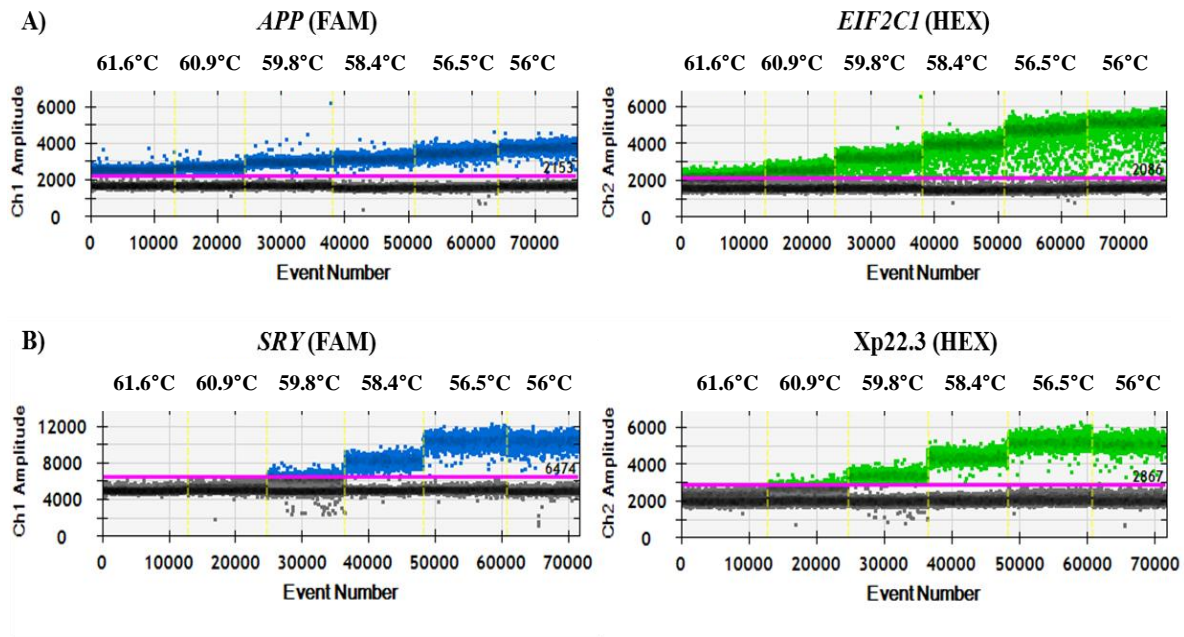 A)
APP (FAM)
61.6°C 60.9°C 59.8°C 58.4°C 56.5°C 56°C
Ch1 Amplitude
6000
4000
2000
0
2153
0 10000 20000 30000 40000 50000 60000 70000
Event Number
EIF2C1 (HEX)
61.6°C 60.9°C 59.8°C 58.4°C 56.5°C 56°C
Ch2 Amplitude
6000
4000
2000
0
2086
0 10000 20000 30000 40000 50000 60000 70000
Event Number
B)
SRY (FAM)
61.6°C 60.9°C 59.8°C 58.4°C 56.5°C 56°C
Ch1 Amplitude
12000
8000
4000
0
6474
0 10000 20000 30000 40000 50000 60000 70000
Event Number
Xp22.3 (HEX)
61.6°C 60.9°C 59.8°C 58.4°C 56.5°C 56°C
Ch2 Amplitude
6000
4000
2000
0
2867
0 10000 20000 30000 40000 50000 60000 70000
Event Number